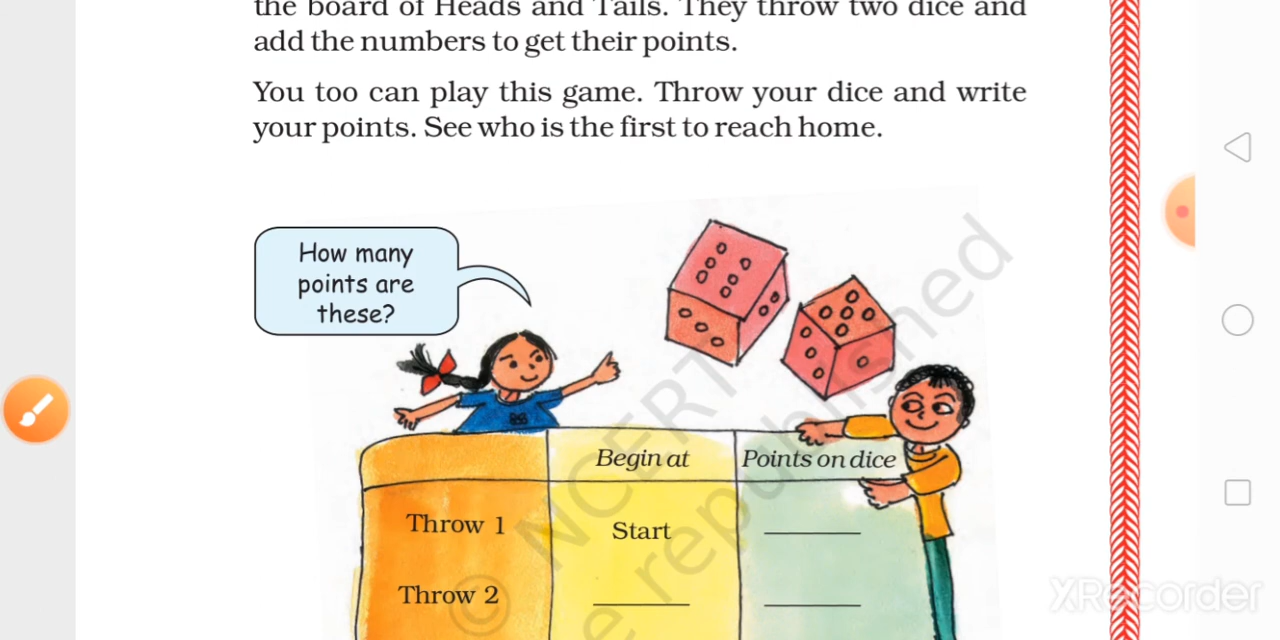 the board of Heads and Tails. They throw two dice and
add the numbers to get their points.
You too can play this game. Throw your dice and write
your points. See who is the first to reach home.
How many
points are
these?
Begin at
Points on dice
Throw 1
Start
Throw 2
© NCERT
e republished
XRecorder